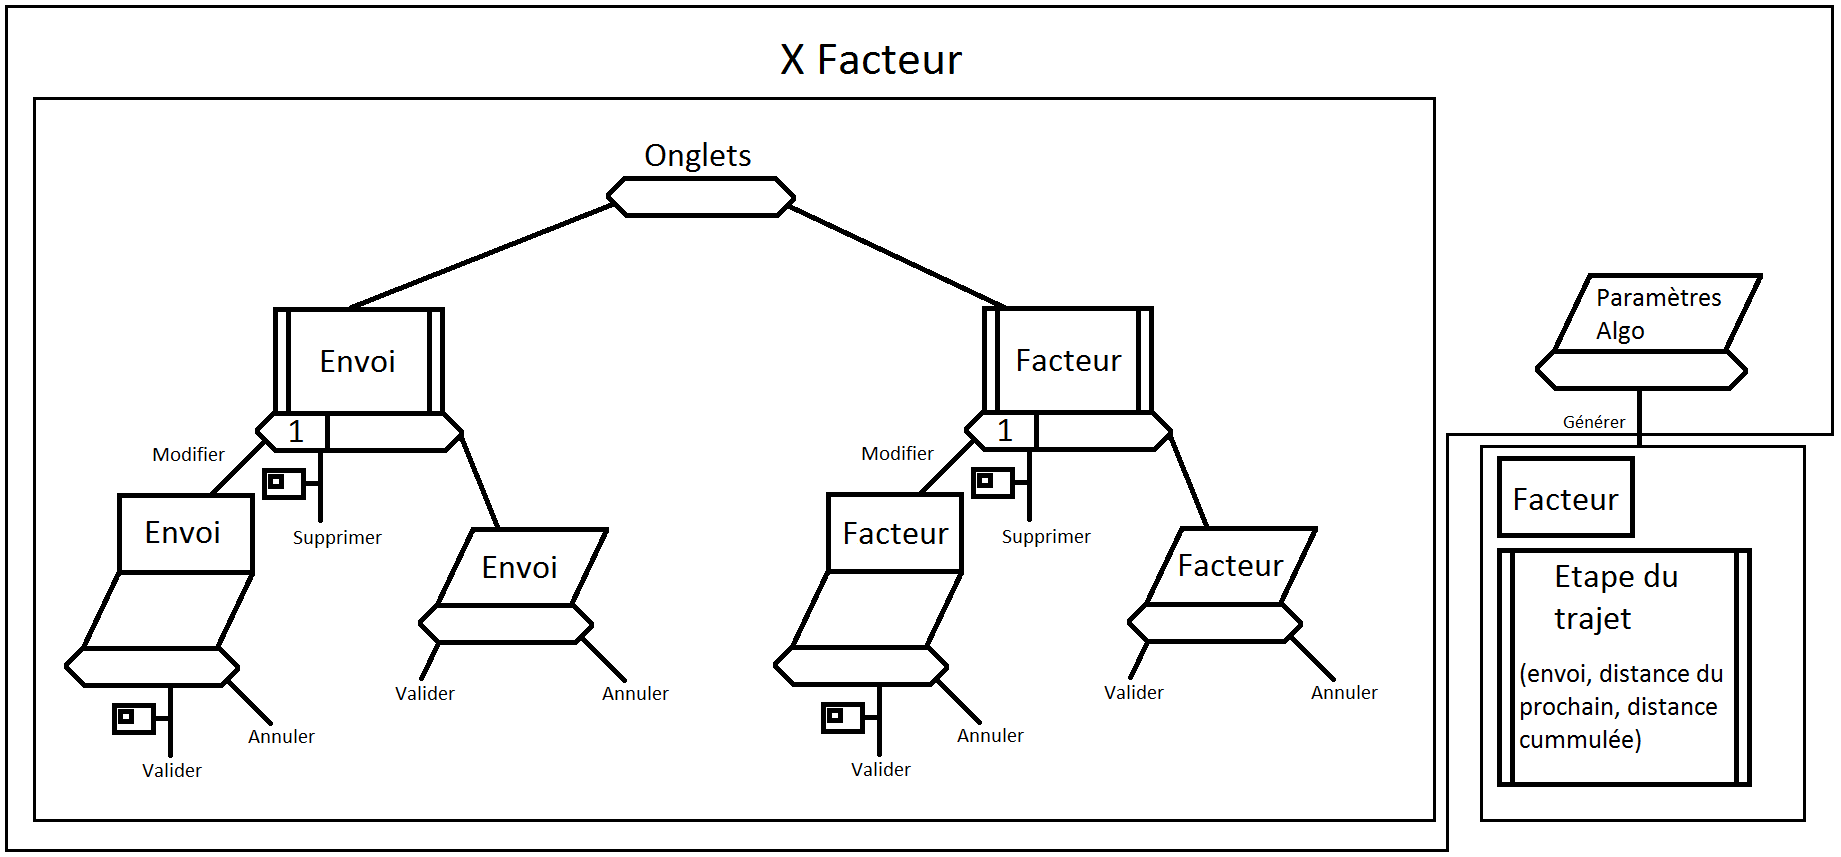 X Facteur
Onglets
Envoi
1
Modifier
Supprimer
Envoi
Valider
Annuler
Envoi
Valider
Annuler
Facteur
1
Modifier
Supprimer
Facteur
Valider
Annuler
Facteur
Valider
Annuler
Paramètres
Algo
Générer
Facteur
Etape du
trajet
(envoi, distance du
prochain, distance
cummulée)